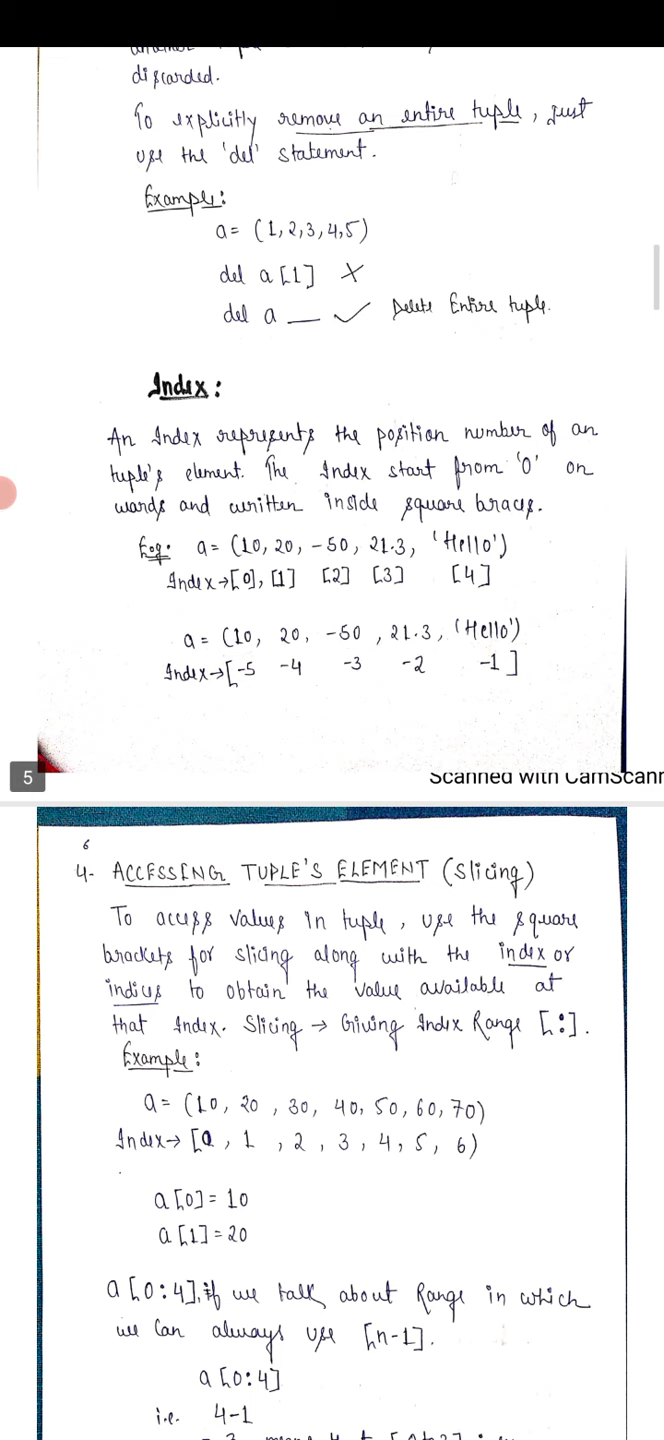 discarded.
To explicitly remove an entire tuple, just
use the 'del' statement.
Example:
a = (1,2,3,4,5)
del a [1] ✗
del a — ✓ Delete Entire tuple.
Index:
An Index represents the position number of an
tuple's element. The Index start from '0' on
wards and written inside square braces.
Eog: a = (10, 20, -50, 21.3, 'Hello')
Index→[0], [1] [2] [3] [4]
a = (10, 20, -50, 21.3, 'Hello')
Index→[-5 -4 -3 -2 -1]
5
Scanned with CamScann
6
4- ACCESSING TUPLE'S ELEMENT (Slicing)
To access values in tuple, use the square
brackets for slicing along with the index or
indices to obtain the value available at
that Index. Slicing → Giving Index Range [:].
Example:
a = (10, 20, 30, 40, 50, 60, 70)
Index→ [0, 1, 2, 3, 4, 5, 6)
a[0] = 10
a[1] = 20
a[0:4], if we talk about Range in which
we can always use [n-1].
a[0:4]
i.e. 4-1